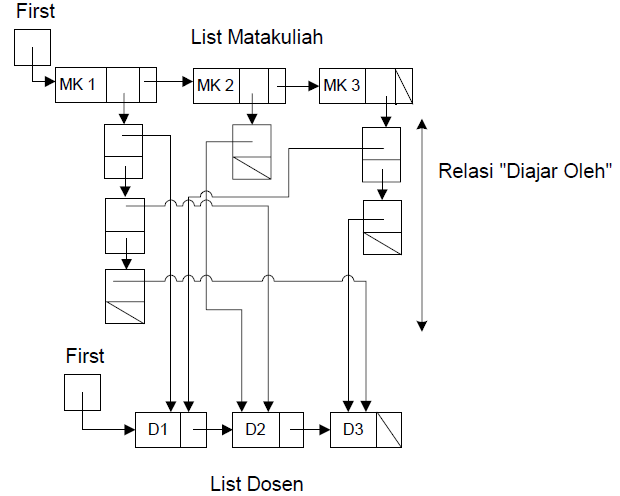 First
List Matakuliah
MK 1
MK 2
MK 3
Relasi "Diajar Oleh"
First
D1
D2
D3
List Dosen